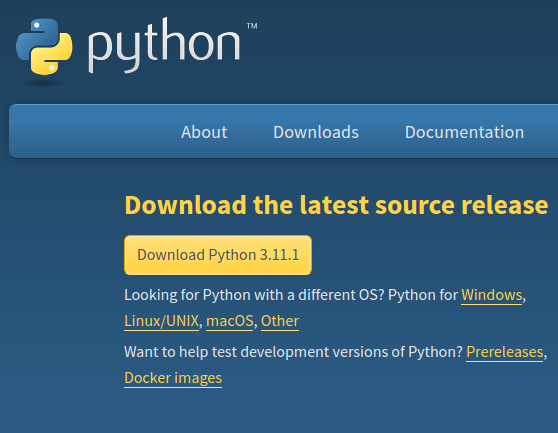 python™
About Downloads Documentation
Download the latest source release
Download Python 3.11.1
Looking for Python with a different OS? Python for Windows,
Linux/UNIX, macOS, Other
Want to help test development versions of Python? Prereleases,
Docker images